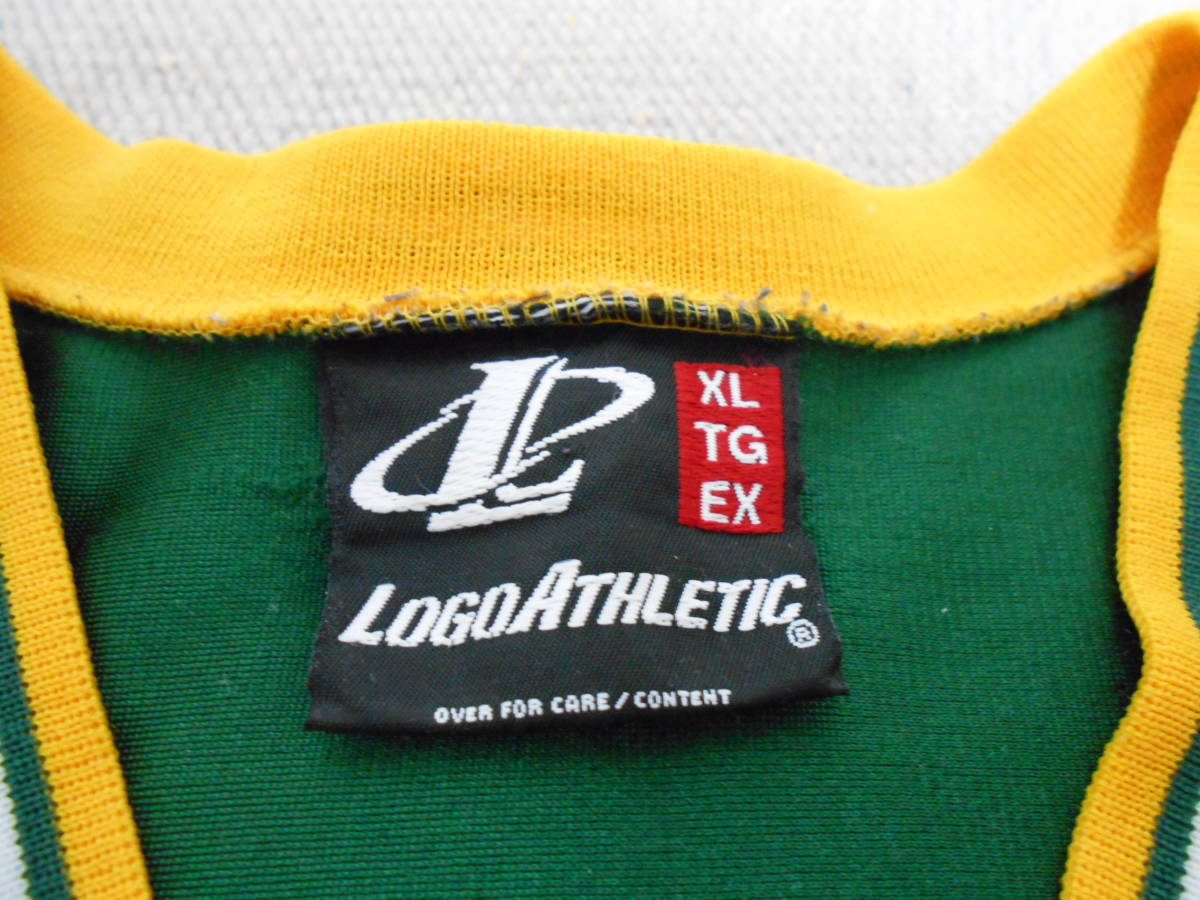 XL
TG
EX
LOGOATHLETIC®
OVER FOR CARE/CONTENT